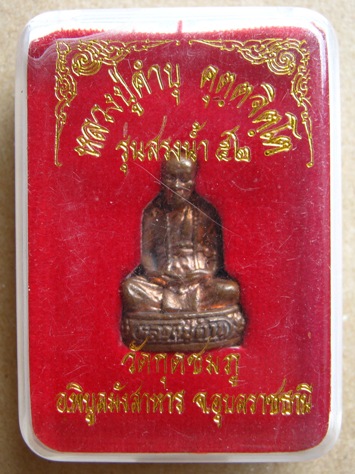 หลวงปู่คำบุ คุตฺตจิตฺโต
รุ่นสรงน้ำ ๕๒
วัดกุดชมภู
อ.พิบูลมังสาหาร จ.อุบลราชธานี